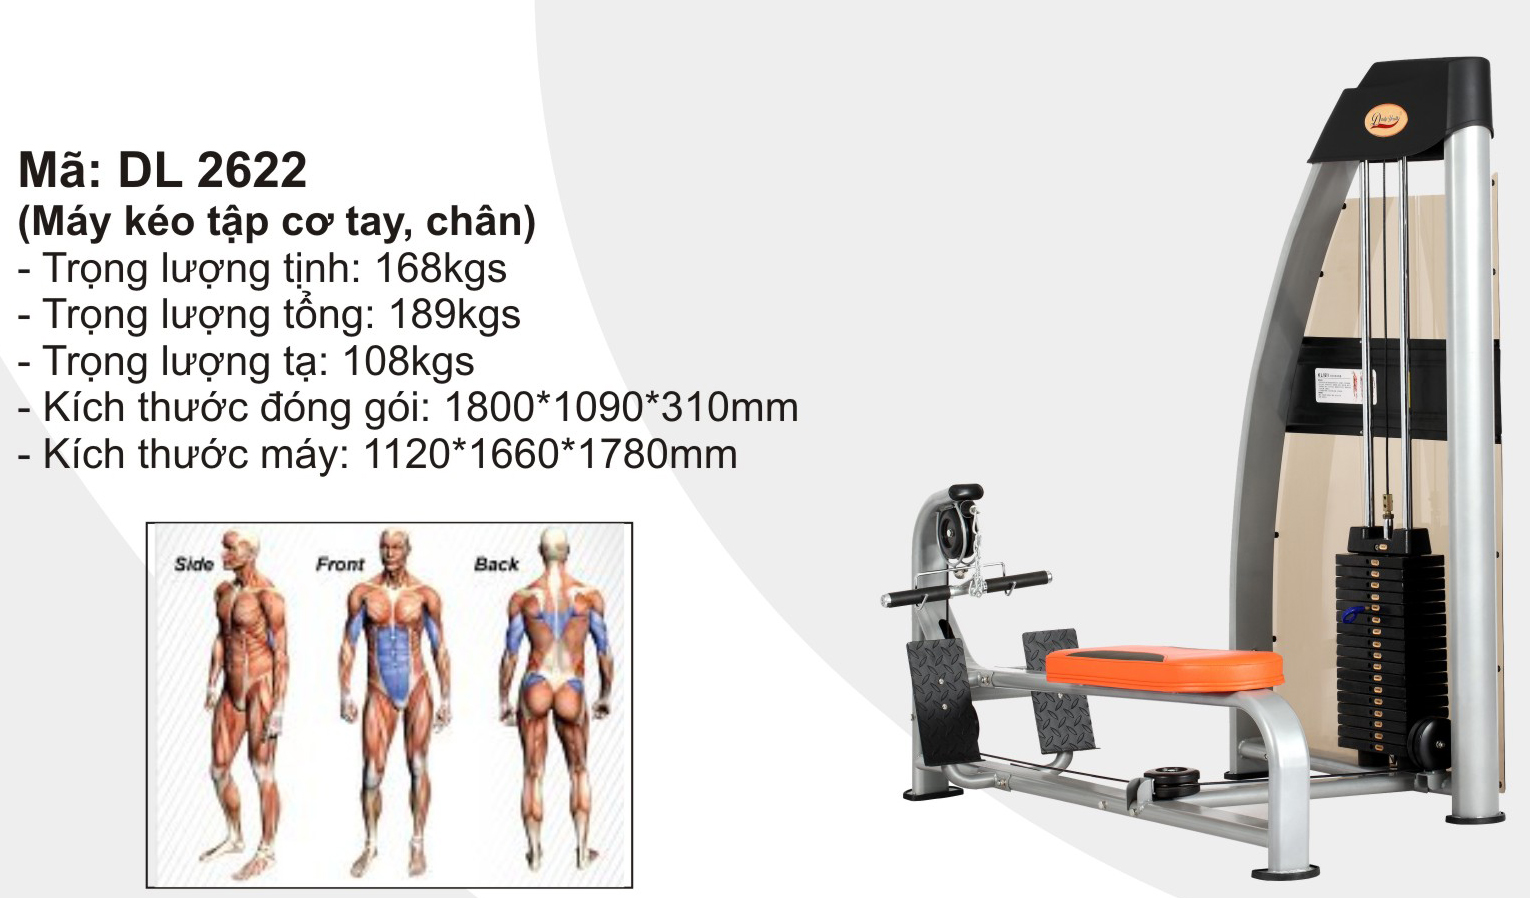 Mã: DL 2622
(Máy kéo tập cơ tay, chân)
- Trọng lượng tịnh: 168kgs
- Trọng lượng tổng: 189kgs
- Trọng lượng tạ: 108kgs
- Kích thước đóng gói: 1800*1090*310mm
- Kích thước máy: 1120*1660*1780mm
Side Front Back